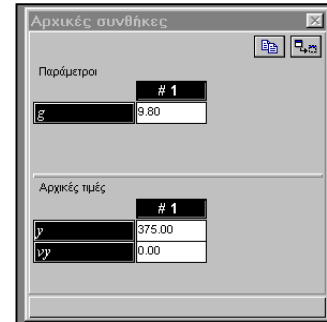 Αρχικές συνθήκες
Παράμετροι
# 1
g 9.80
Αρχικές τιμές
# 1
y 375.00
vy 0.00